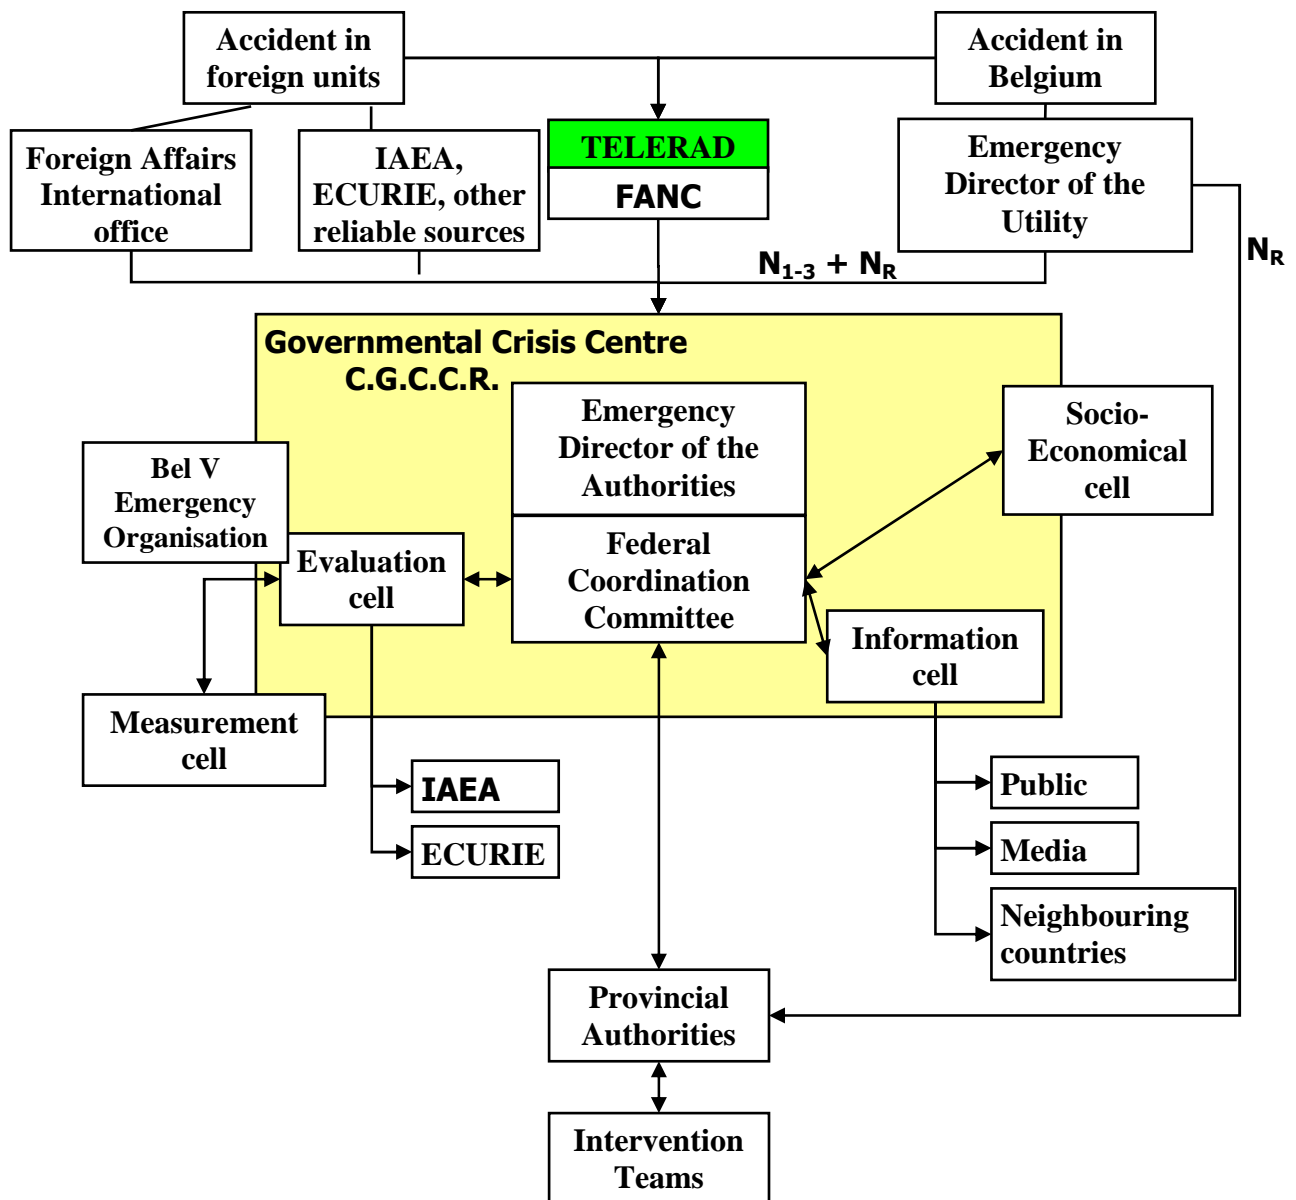 Accident in
foreign units
Accident in
Belgium
Foreign Affairs
International
office
IAEA,
ECURIE, other
reliable sources
TELERAD
FANC
Emergency
Director of the
Utility
N1-3 + NR
NR
Governmental Crisis Centre
C.G.C.C.R.
Emergency
Director of the
Authorities
Socio-
Economical
cell
Bel V
Emergency
Organisation
Evaluation
cell
Federal
Coordination
Committee
Information
cell
Measurement
cell
IAEA
ECURIE
Public
Media
Neighbouring
countries
Provincial
Authorities
Intervention
Teams